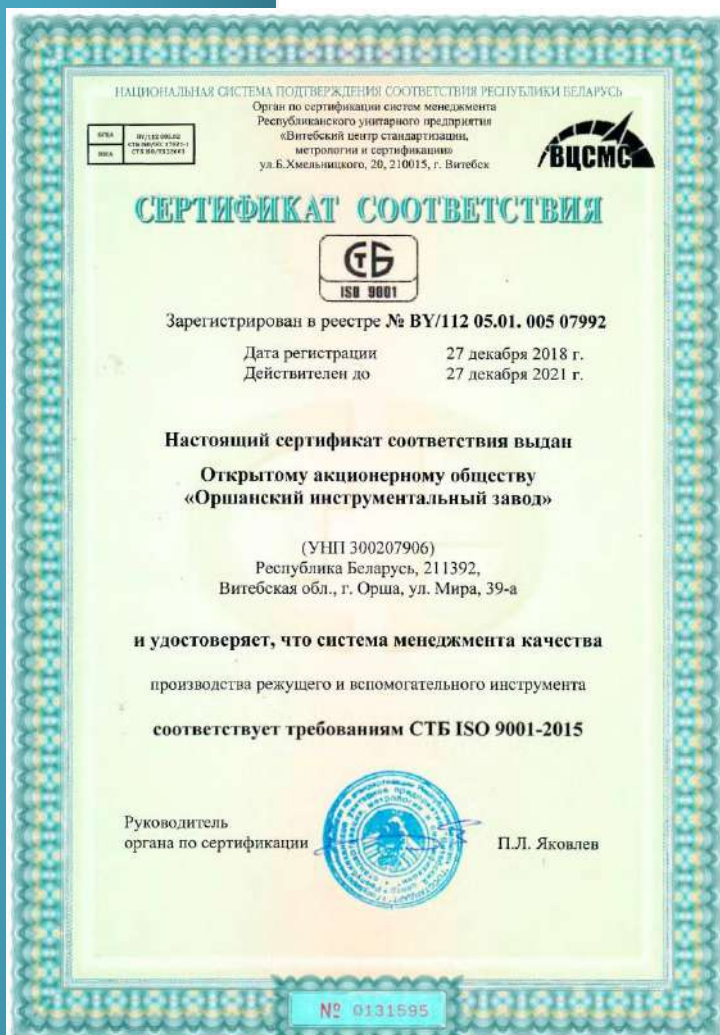 НАЦИОНАЛЬНАЯ СИСТЕМА ПОДТВЕРЖДЕНИЯ СООТВЕТСТВИЯ РЕСПУБЛИКИ БЕЛАРУСЬ
Орган по сертификации систем менеджмента
Республиканского унитарного предприятия
«Витебский центр стандартизации,
метрологии и сертификации»
ул.Б.Хмельницкого, 20, 210015, г. Витебск
ВЦСМС
СЕРТИФИКАТ СООТВЕТСТВИЯ
СТБ
ISO 9001
Зарегистрирован в реестре № BY/112 05.01. 005 07992
Дата регистрации 27 декабря 2018 г.
Действителен до 27 декабря 2021 г.
Настоящий сертификат соответствия выдан
Открытому акционерному обществу
«Оршанский инструментальный завод»
(УНП 300207906)
Республика Беларусь, 211392,
Витебская обл., г. Орша, ул. Мира, 39-а
и удостоверяет, что система менеджмента качества
производства режущего и вспомогательного инструмента
соответствует требованиям СТБ ISO 9001-2015
Руководитель
органа по сертификации П.Л. Яковлев
№ 0131595